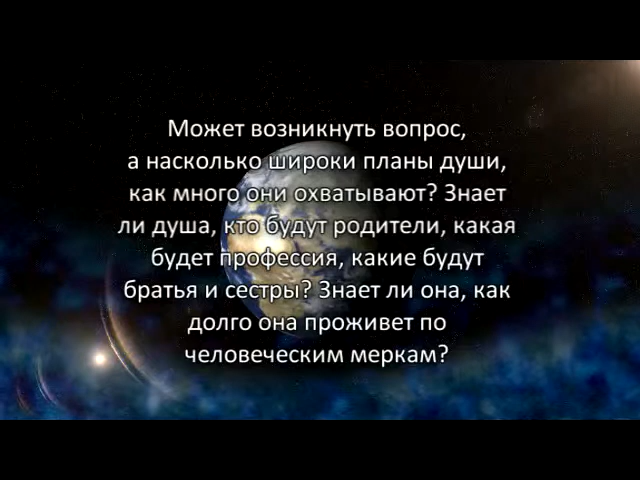 Может возникнуть вопрос,
а насколько широки планы души,
как много они охватывают? Знает
ли душа, кто будут родители, какая
будет профессия, какие будут
братья и сестры? Знает ли она, как
долго она проживет по
человеческим меркам?